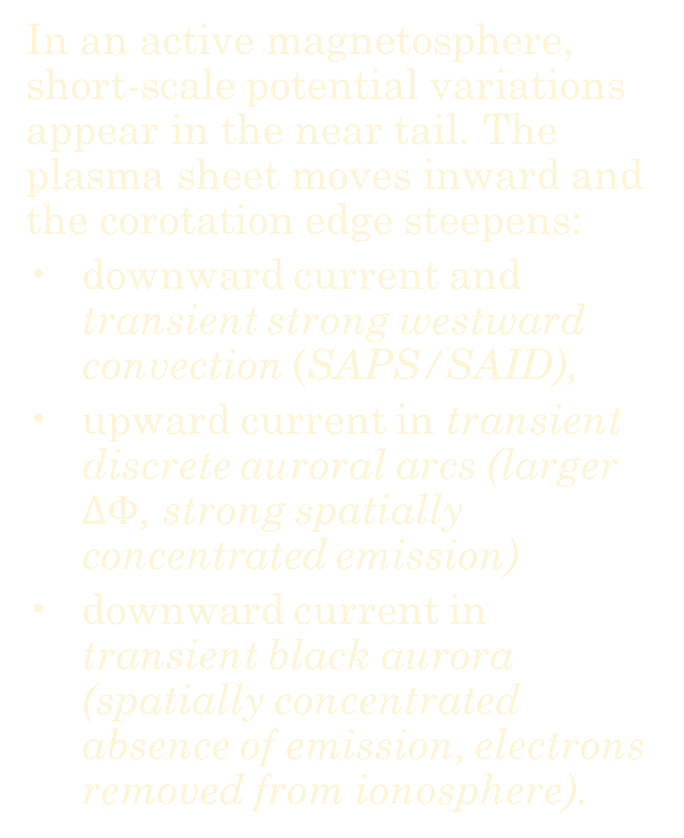 In an active magnetosphere,
short-scale potential variations
appear in the near tail. The
plasma sheet moves inward and
the corotation edge steepens:
• downward current and
transient strong westward
convection (SAPS/SAID),
• upward current in transient
discrete auroral arcs (larger
ΔΦ, strong spatially
concentrated emission)
• downward current in
transient black aurora
(spatially concentrated
absence of emission, electrons
removed from ionosphere).